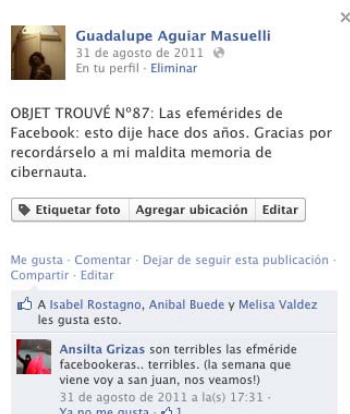 Guadalupe Aguiar Masuelli
31 de agosto de 2011
En tu perfil · Eliminar
OBJET TROUVÉ Nº87: Las efemérides de
Facebook: esto dije hace dos años. Gracias por
recordárselo a mi maldita memoria de
cibernauta.
Etiquetar foto Agregar ubicación Editar
Me gusta · Comentar · Dejar de seguir esta publicación ·
Compartir · Editar
A Isabel Rostagno, Anibal Buede y Melisa Valdez
les gusta esto.
Ansilta Grizas son terribles las efméride
facebookeras.. terribles. (la semana que
viene voy a san juan, nos veamos!)
31 de agosto de 2011 a la(s) 17:31 ·
Ya no me gusta · 1